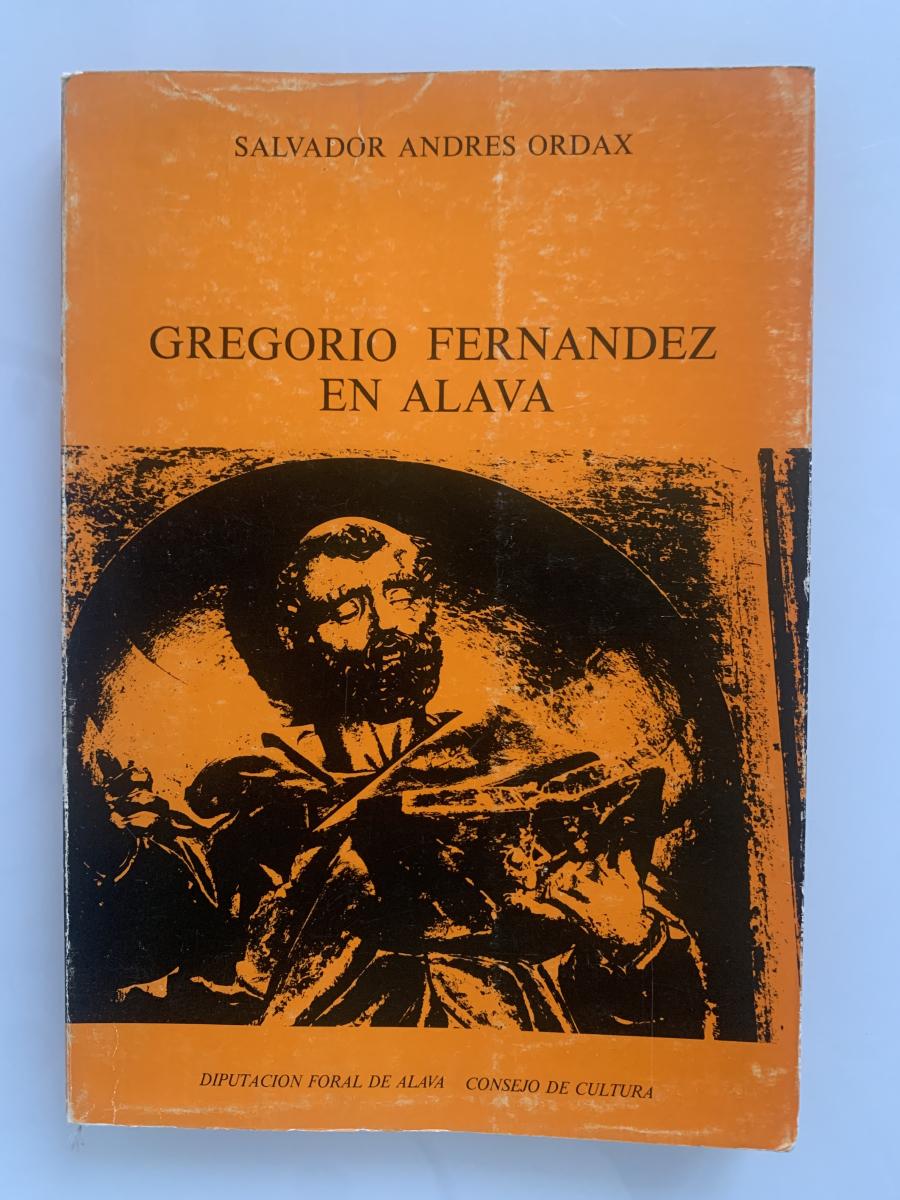 SALVADOR ANDRES ORDAX
GREGORIO FERNANDEZ
EN ALAVA
DIPUTACION FORAL DE ALAVA CONSEJO DE CULTURA